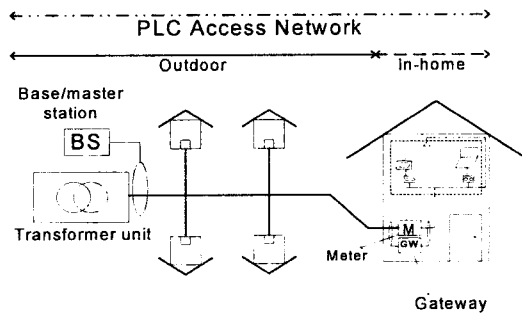 PLC Access Network
Outdoor
in-home
Base/master
station
BS
Transformer unit
M
GW
Meter
Gateway